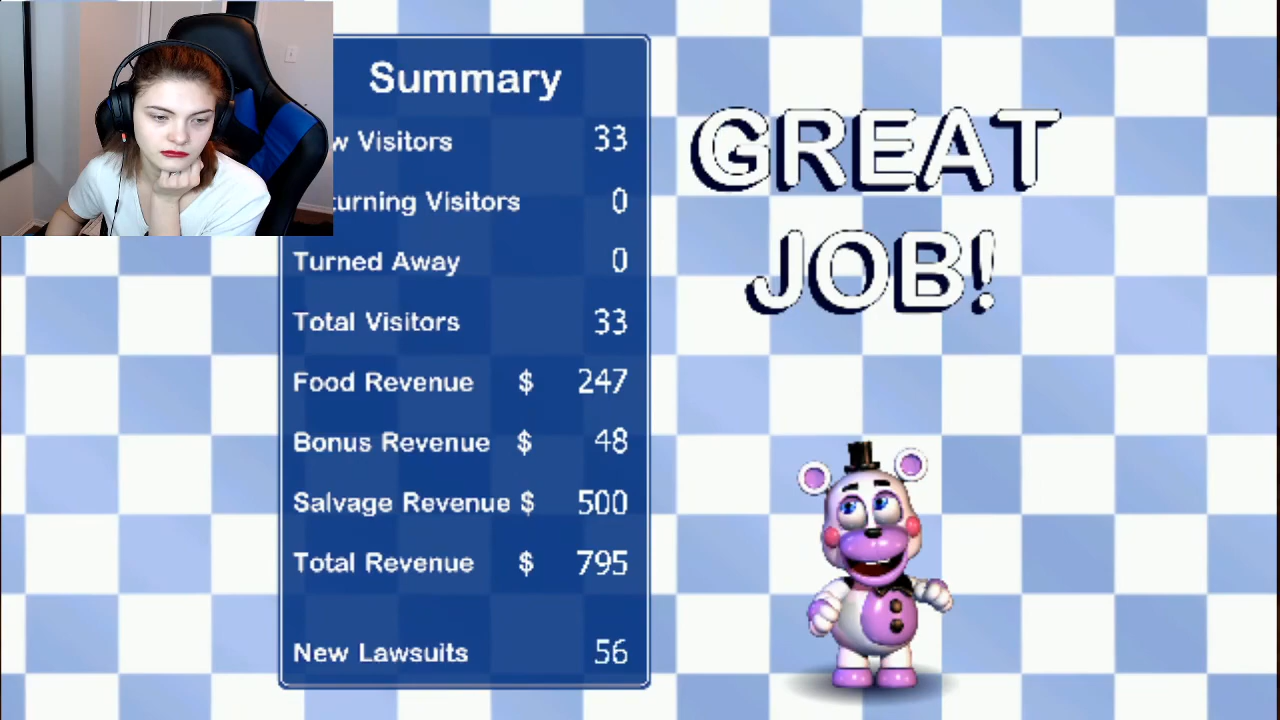 Summary
w Visitors 33
turning Visitors 0
Turned Away 0
Total Visitors 33
Food Revenue $ 247
Bonus Revenue $ 48
Salvage Revenue $ 500
Total Revenue $ 795
New Lawsuits 56
GREAT
JOB!